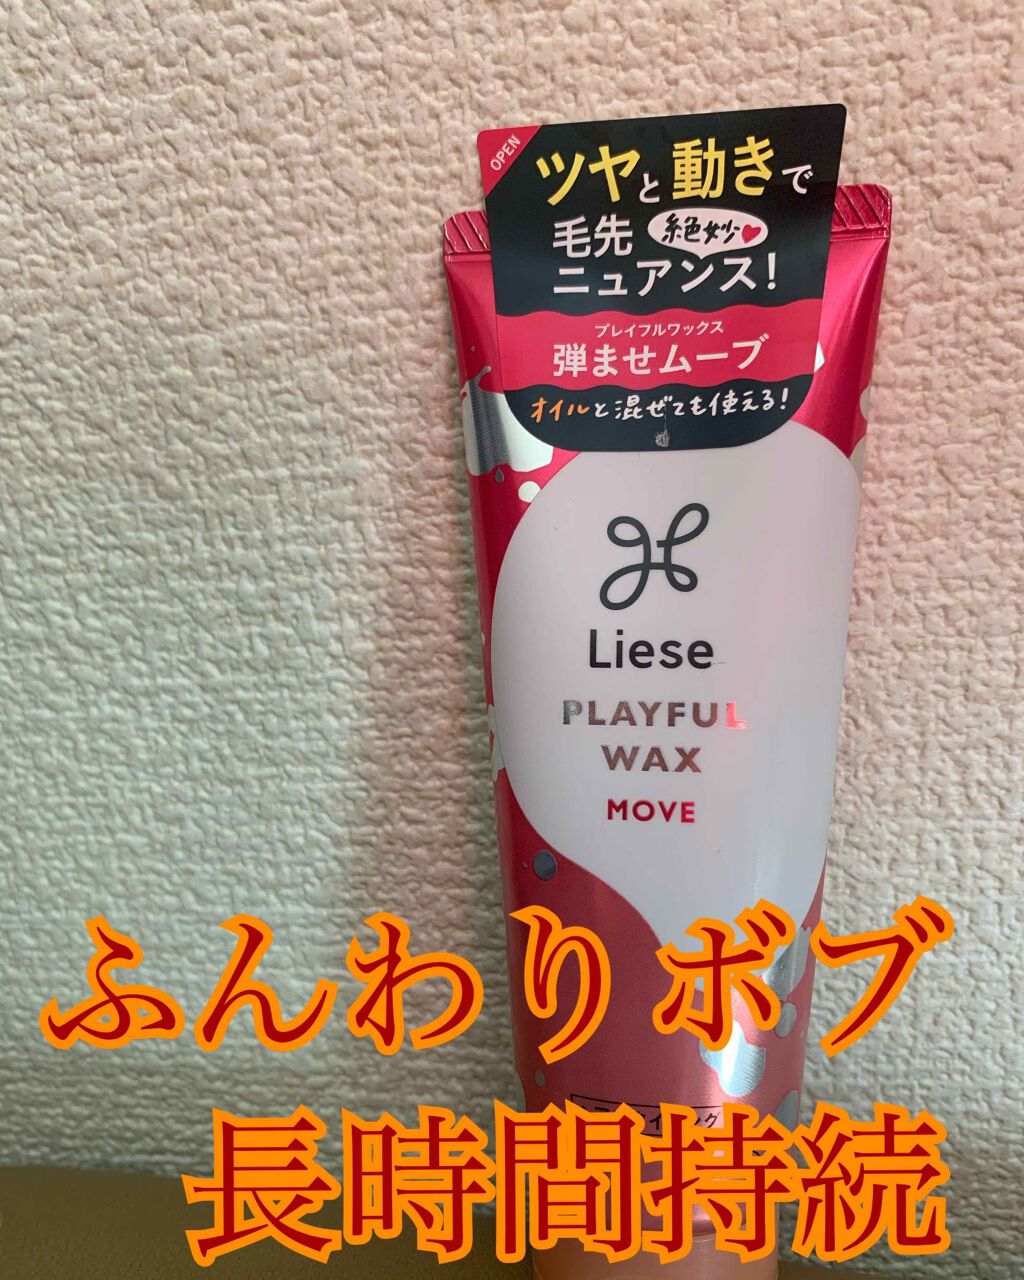 OPEN
ツヤと動きで
毛先 絶妙♥
ニュアンス!
プレイフルワックス
弾ませムーブ
オイルと混ぜても使える!
Liese
PLAYFUL
WAX
MOVE
ふんわりボブ
長時間持続